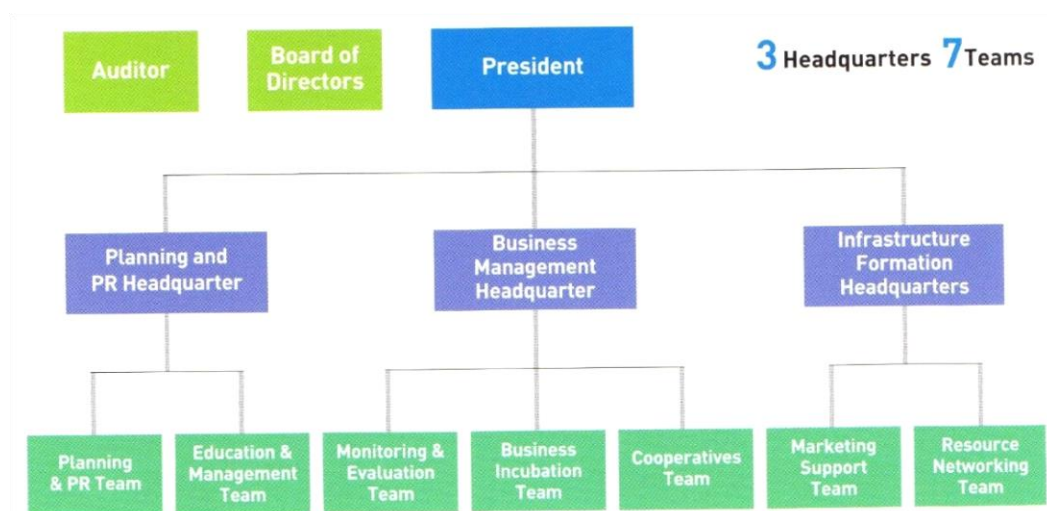 Auditor
Board of
Directors
President
3 Headquarters 7 Teams
Planning and
PR Headquarter
Business
Management
Headquarter
Infrastructure
Formation
Headquarters
Planning
& PR Team
Education &
Management
Team
Monitoring &
Evaluation
Team
Business
Incubation
Team
Cooperatives
Team
Marketing
Support
Team
Resource
Networking
Team